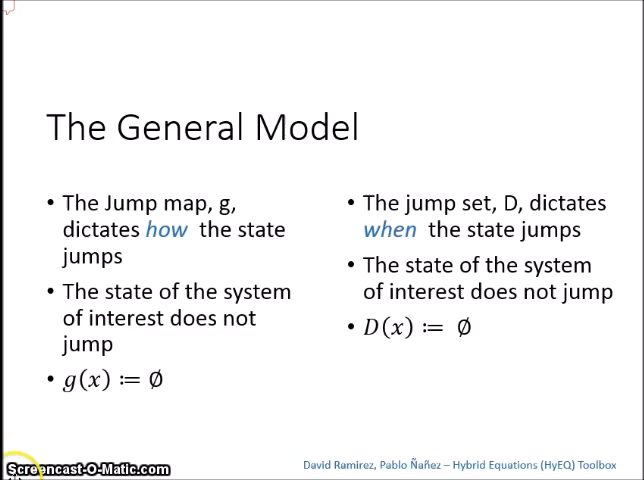 The General Model
• The Jump map, g,
dictates how the state
jumps
• The state of the system
of interest does not
jump
• g(x) ≔ ∅
• The jump set, D, dictates
when the state jumps
• The state of the system
of interest does not jump
• D(x) ≔ ∅
Screencast-O-Matic.com
David Ramirez, Pablo Ñañez – Hybrid Equations (HyEQ) Toolbox